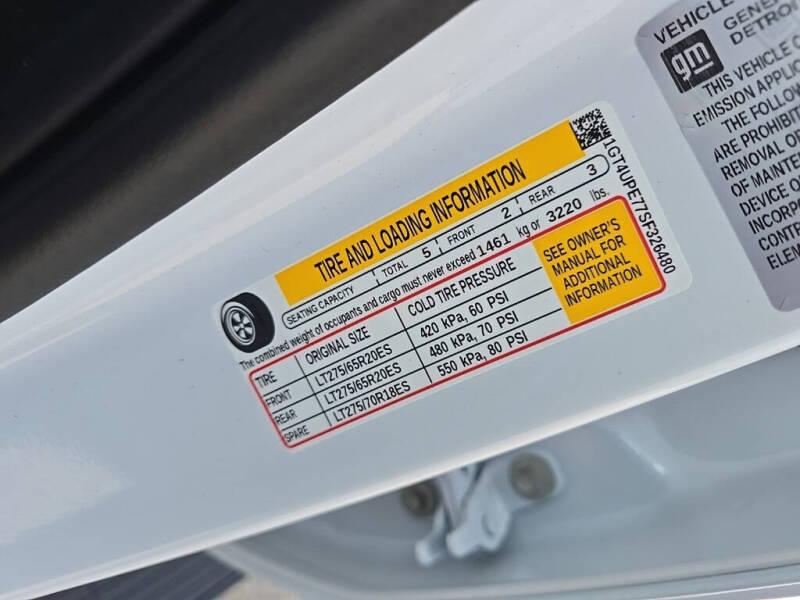 TIRE AND LOADING INFORMATION
SEATING CAPACITY | TOTAL 5 | FRONT 2 | REAR 3
The combined weight of occupants and cargo must never exceed 1461 kg or 3220 lbs.
TIRE ORIGINAL SIZE COLD TIRE PRESSURE
FRONT LT275/65R20ES 420 kPa, 60 PSI
REAR LT275/65R20ES 480 kPa, 70 PSI
SPARE LT275/70R18ES 550 kPa, 80 PSI
SEE OWNER'S
MANUAL FOR
ADDITIONAL
INFORMATION
1GT4UPE77SF326480
VEHICLE
gm
GENE
DETRO
THIS VEHICLE
EMISSION APPLIC
THE FOLLOW
ARE PROHIBIT
REMOVAL O
OF MAINTE
DEVICE O
INCORP
CONTR
ELEM